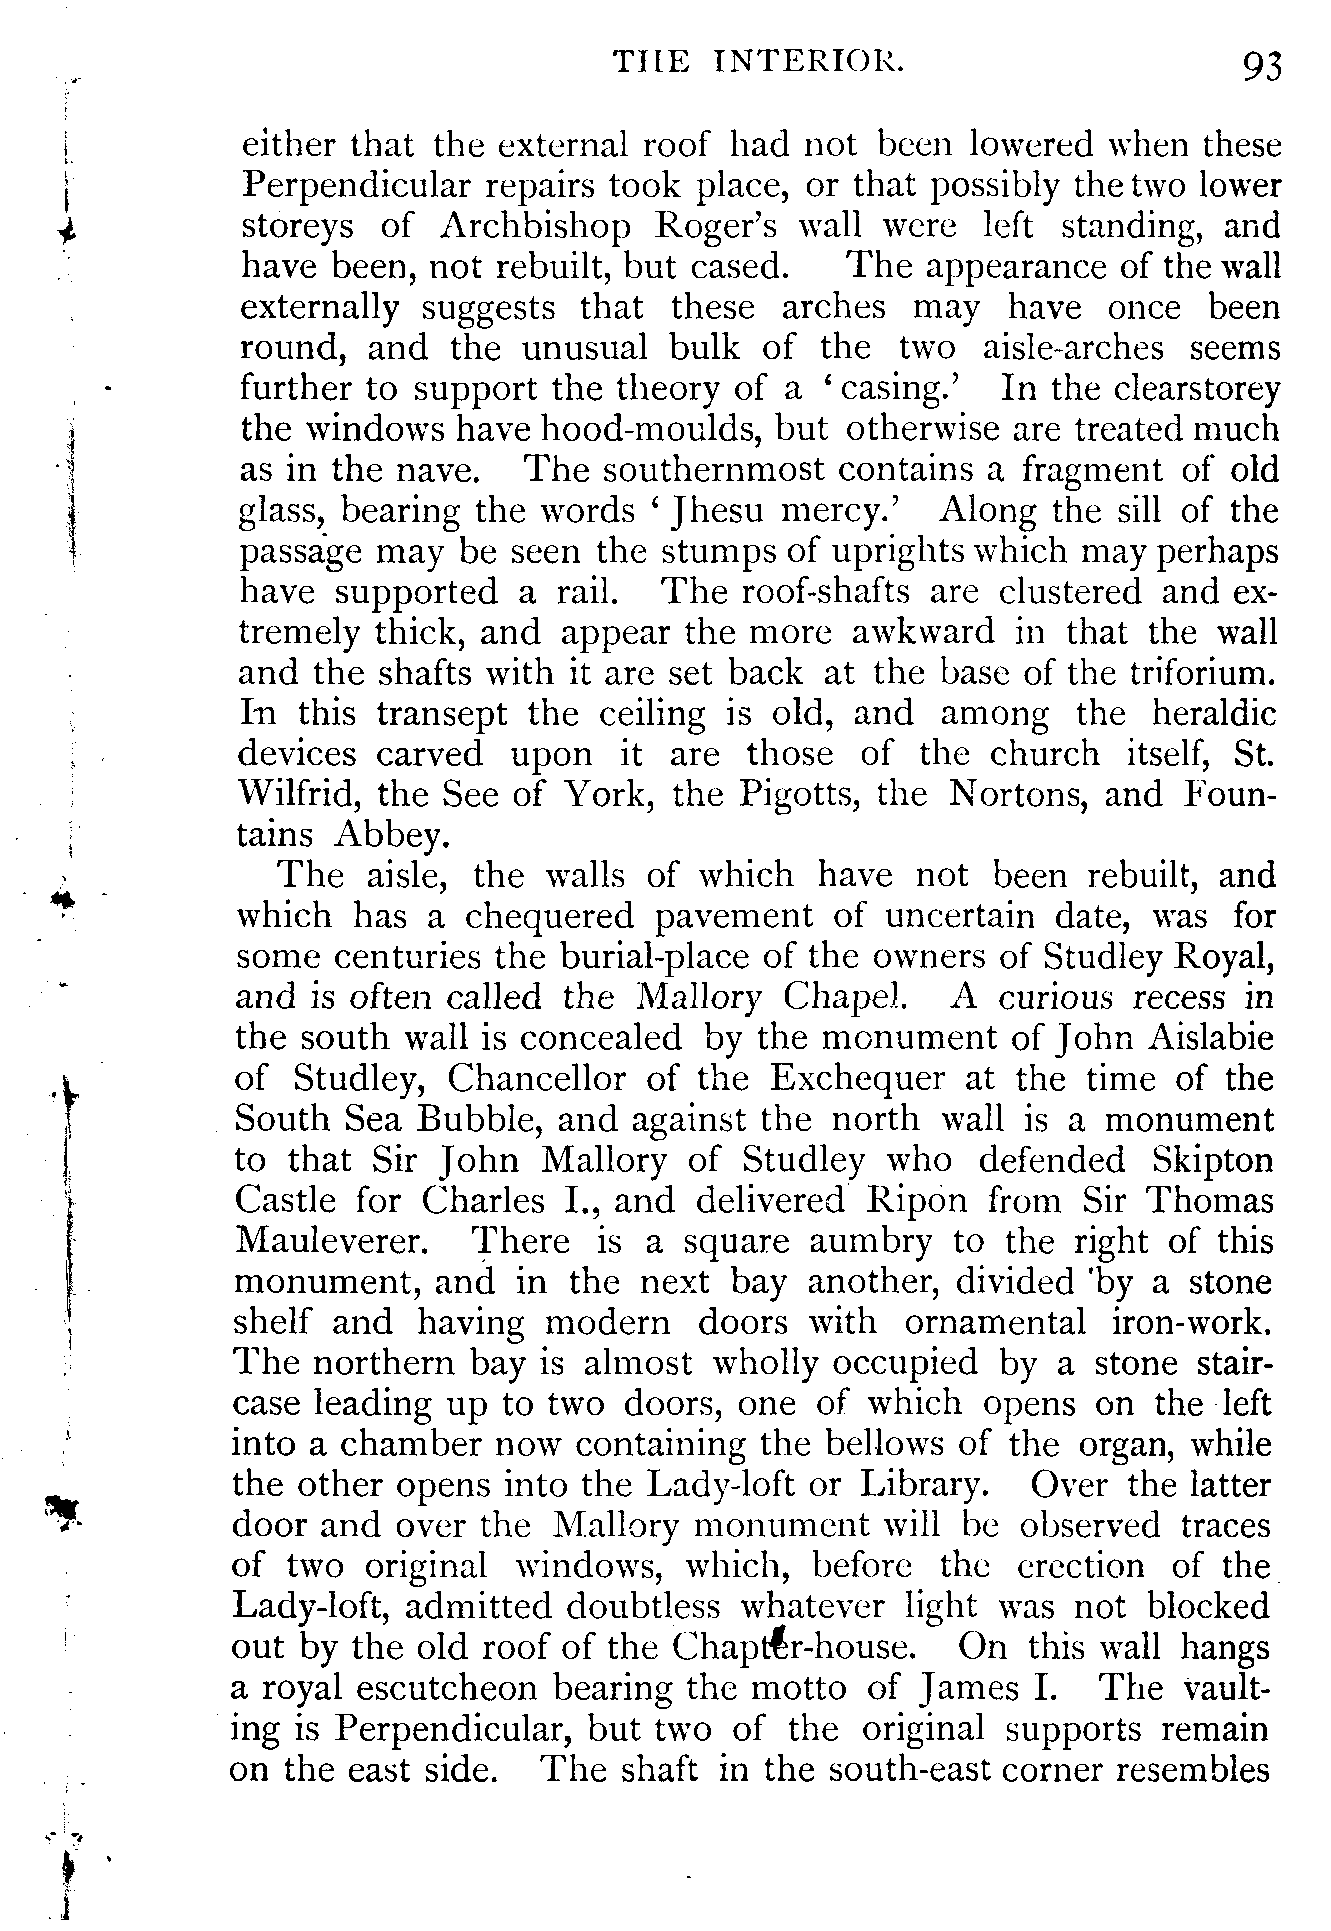 THE INTERIOR. 93
either that the external roof had not been lowered when these
Perpendicular repairs took place, or that possibly the two lower
storeys of Archbishop Roger's wall were left standing, and
have been, not rebuilt, but cased. The appearance of the wall
externally suggests that these arches may have once been
round, and the unusual bulk of the two aisle-arches seems
further to support the theory of a ‘casing.’ In the clearstorey
the windows have hood-moulds, but otherwise are treated much
as in the nave. The southernmost contains a fragment of old
glass, bearing the words ‘Jhesu mercy.’ Along the sill of the
passage may be seen the stumps of uprights which may perhaps
have supported a rail. The roof-shafts are clustered and ex-
tremely thick, and appear the more awkward in that the wall
and the shafts with it are set back at the base of the triforium.
In this transept the ceiling is old, and among the heraldic
devices carved upon it are those of the church itself, St.
Wilfrid, the See of York, the Pigotts, the Nortons, and Foun-
tains Abbey.
The aisle, the walls of which have not been rebuilt, and
which has a chequered pavement of uncertain date, was for
some centuries the burial-place of the owners of Studley Royal,
and is often called the Mallory Chapel. A curious recess in
the south wall is concealed by the monument of John Aislabie
of Studley, Chancellor of the Exchequer at the time of the
South Sea Bubble, and against the north wall is a monument
to that Sir John Mallory of Studley who defended Skipton
Castle for Charles I., and delivered Ripon from Sir Thomas
Mauleverer. There is a square aumbry to the right of this
monument, and in the next bay another, divided by a stone
shelf and having modern doors with ornamental iron-work.
The northern bay is almost wholly occupied by a stone stair-
case leading up to two doors, one of which opens on the left
into a chamber now containing the bellows of the organ, while
the other opens into the Lady-loft or Library. Over the latter
door and over the Mallory monument will be observed traces
of two original windows, which, before the erection of the
Lady-loft, admitted doubtless whatever light was not blocked
out by the old roof of the Chapter-house. On this wall hangs
a royal escutcheon bearing the motto of James I. The vault-
ing is Perpendicular, but two of the original supports remain
on the east side. The shaft in the south-east corner resembles